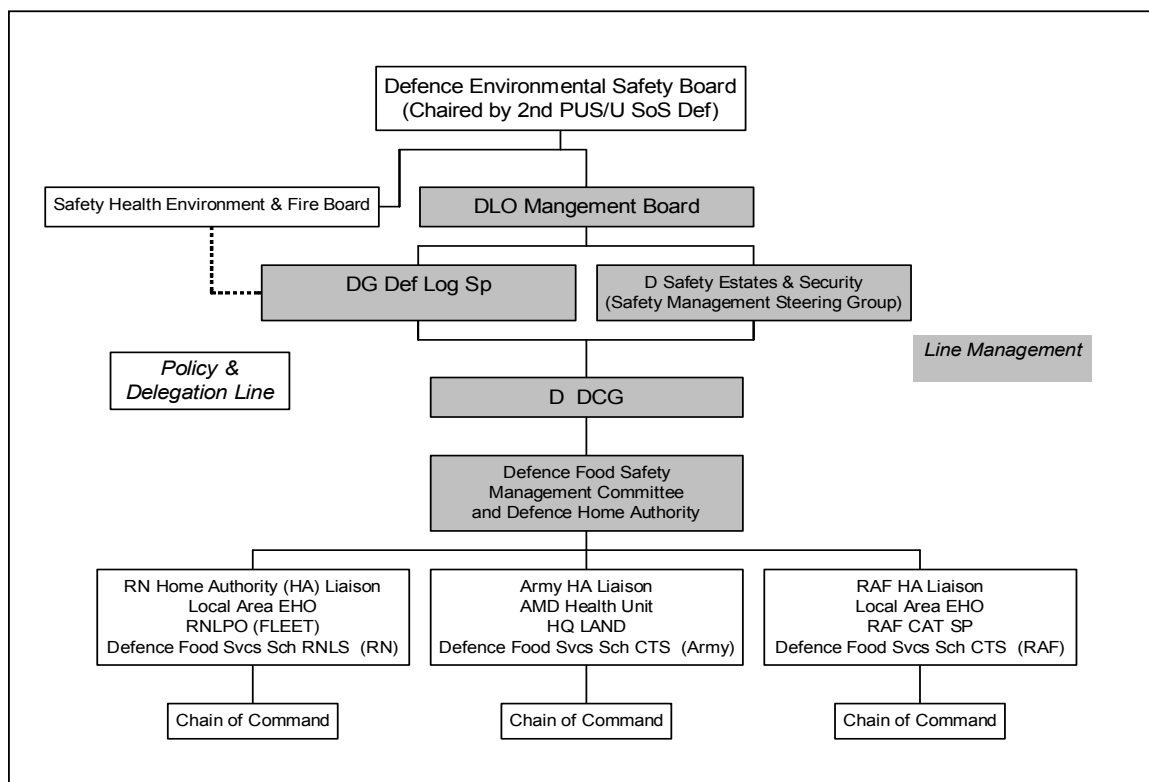 Defence Environmental Safety Board
(Chaired by 2nd PUS/U SoS Def)
Safety Health Environment & Fire Board
DLO Mangement Board
DG Def Log Sp
D Safety Estates & Security
(Safety Management Steering Group)
Policy &
Delegation Line
Line Management
D DCG
Defence Food Safety
Management Committee
and Defence Home Authority
RN Home Authority (HA) Liaison
Local Area EHO
RNLPO (FLEET)
Defence Food Svcs Sch RNLS (RN)
Army HA Liaison
AMD Health Unit
HQ LAND
Defence Food Svcs Sch CTS (Army)
RAF HA Liaison
Local Area EHO
RAF CAT SP
Defence Food Svcs Sch CTS (RAF)
Chain of Command
Chain of Command
Chain of Command